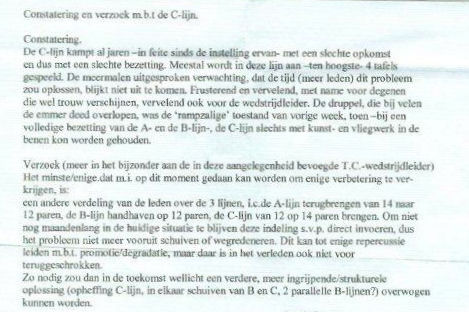 Constatering en verzoek m.b.t de C-lijn.
Constatering.
De C-lijn kampt al jaren –in feite sinds de instelling ervan- met een slechte opkomst
en dus met een slechte bezetting. Meestal wordt in deze lijn aan –ten hoogste- 4 tafels
gespeeld. De meermalen uitgesproken verwachting, dat de tijd (meer leden) dit probleem
zou oplossen, blijkt niet uit te komen. Frusterend en vervelend, met name voor degenen
die wel trouw verschijnen, vervelend ook voor de wedstrijdleider. De druppel, die bij velen
de emmer deed overlopen, was de ‘rampzalige’ toestand van vorige week, toen –bij een
volledige bezetting van de A- en de B-lijn-, de C-lijn slechts met kunst- en vliegwerk in de
benen kon worden gehouden.
Verzoek (meer in het bijzonder aan de in deze aangelegenheid bevoegde T.C.-wedstrijdleider)
Het minste/enige.dat m.i. op dit moment gedaan kan worden om enige verbetering te ver-
krijgen, is:
een andere verdeling van de leden over de 3 lijnen, i.c.de A-lijn terugbrengen van 14 naar
12 paren, de B-lijn handhaven op 12 paren, de C-lijn van 12 op 14 paren brengen. Om niet
nog maandenlang in de huidige situatie te blijven deze indeling s.v.p. direct invoeren, dus
het probleem niet meer vooruit schuiven of wegredeneren. Dit kan tot enige repercussie
leiden m.b.t. promotie/degradatie, maar daar is in het verleden ook niet voor
teruggeschrokken.
Zo nodig zou dan in de toekomst wellicht een verdere, meer ingrijpende/strukturele
oplossing (opheffing C-lijn, in elkaar schuiven van B en C, 2 parallelle B-lijnen?) overwogen
kunnen worden.